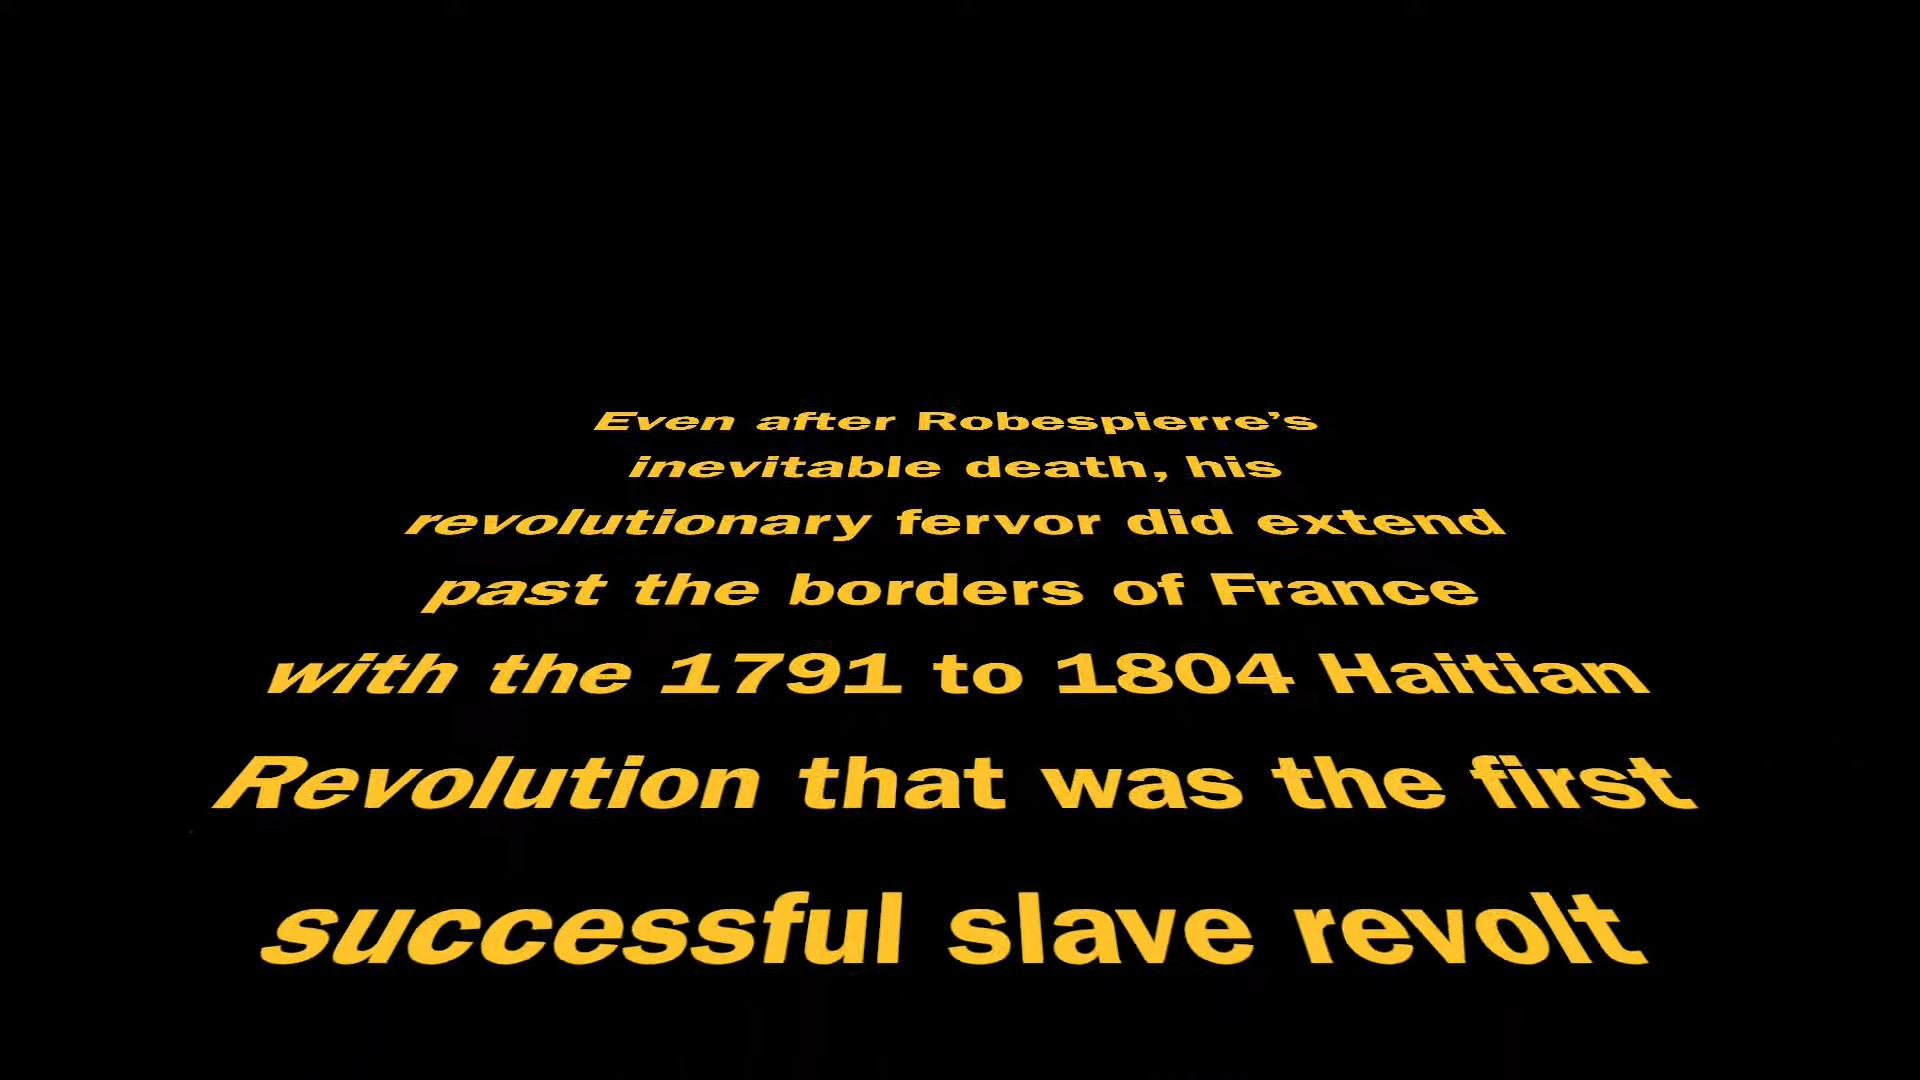 Even after Robespierre’s
inevitable death, his
revolutionary fervor did extend
past the borders of France
with the 1791 to 1804 Haitian
Revolution that was the first
successful slave revolt